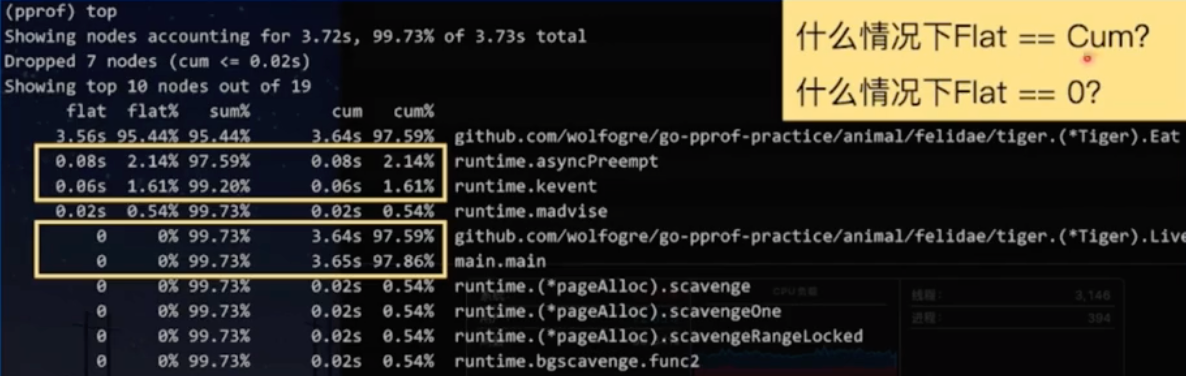 (pprof) top
Showing nodes accounting for 3.72s, 99.73% of 3.73s total
Dropped 7 nodes (cum <= 0.02s)
Showing top 10 nodes out of 19
flat flat% sum% cum cum%
3.56s 95.44% 95.44% 3.64s 97.59% github.com/wolfogre/go-pprof-practice/animal/felidae/tiger.(*Tiger).Eat
0.08s 2.14% 97.59% 0.08s 2.14% runtime.asyncPreempt
0.06s 1.61% 99.20% 0.06s 1.61% runtime.kevent
0.02s 0.54% 99.73% 0.02s 0.54% runtime.madvise
0 0% 99.73% 3.64s 97.59% github.com/wolfogre/go-pprof-practice/animal/felidae/tiger.(*Tiger).Live
0 0% 99.73% 3.65s 97.86% main.main
0 0% 99.73% 0.02s 0.54% runtime.(*pageAlloc).scavenge
0 0% 99.73% 0.02s 0.54% runtime.(*pageAlloc).scavengeOne
0 0% 99.73% 0.02s 0.54% runtime.(*pageAlloc).scavengeRangeLocked
0 0% 99.73% 0.02s 0.54% runtime.bgscavenge.func2
什么情况下Flat == Cum?
什么情况下Flat == 0?
CPU负载
线程: 3,146
进程: 394